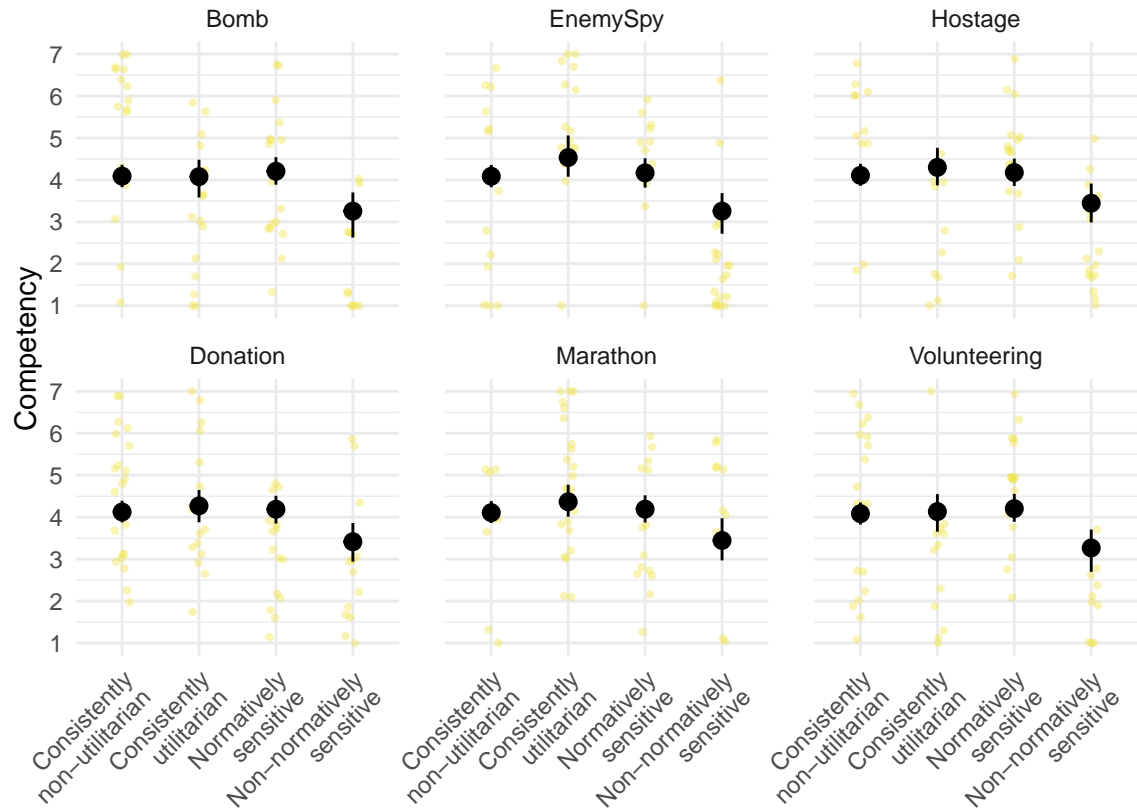 Bomb
EnemySpy
Hostage
7
6
5
4
3
2
1
Competency
Donation
Marathon
Volunteering
7
6
5
4
3
2
1
Consistently
non−utilitarian
Consistently
utilitarian
Normatively
sensitive
Non−normatively
sensitive
Consistently
non−utilitarian
Consistently
utilitarian
Normatively
sensitive
Non−normatively
sensitive
Consistently
non−utilitarian
Consistently
utilitarian
Normatively
sensitive
Non−normatively
sensitive